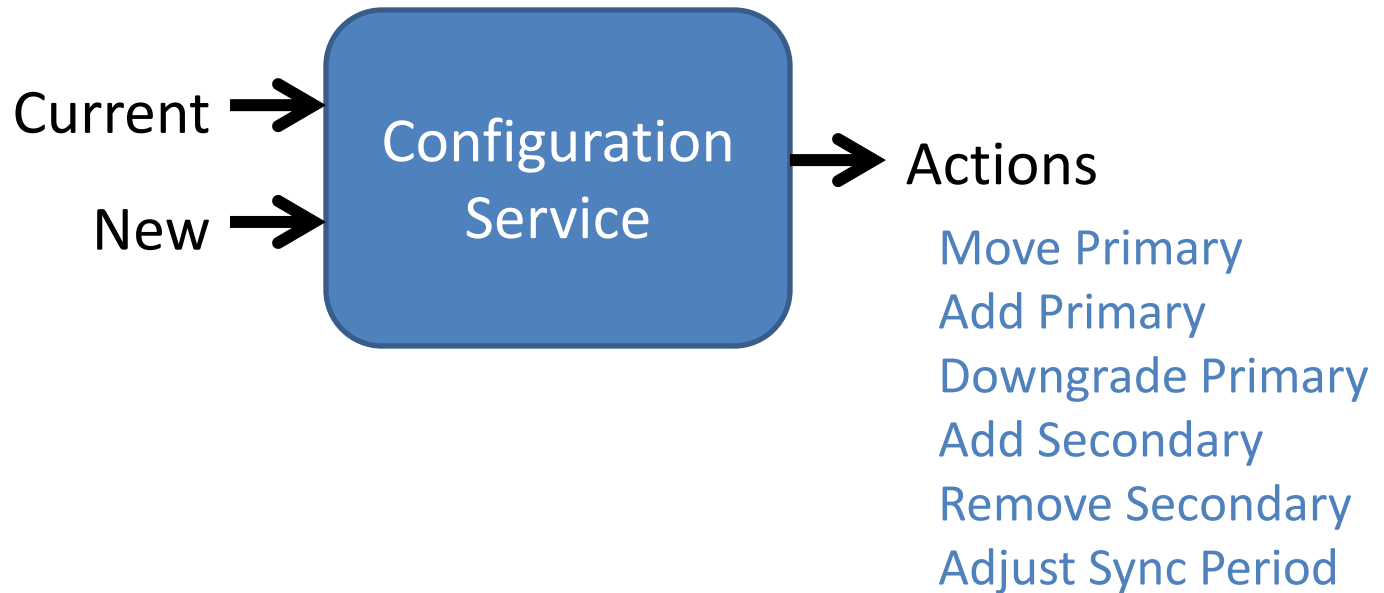 Current
New
Configuration
Service
Actions
Move Primary
Add Primary
Downgrade Primary
Add Secondary
Remove Secondary
Adjust Sync Period